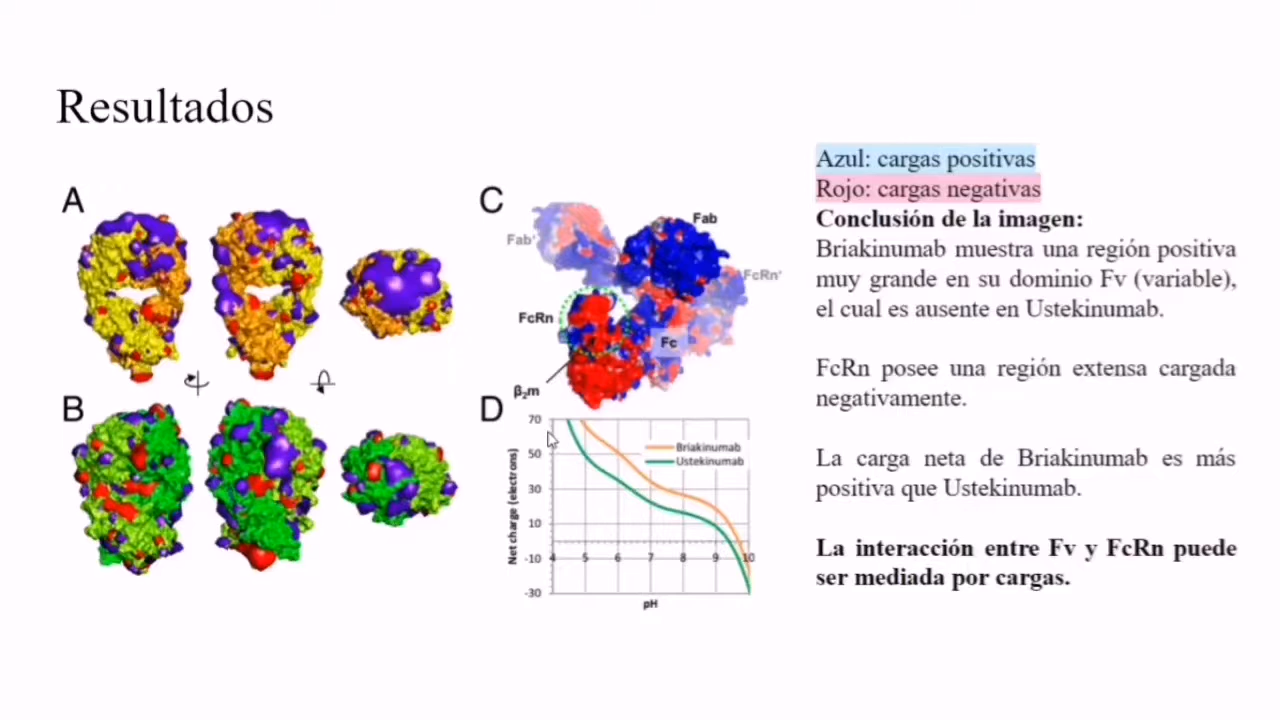 Resultados
A
B
C
Fab
Fab'
FcRn'
FcRn
Fc
β₂m
D
70
50
30
10
-10
-30
Net charge (electrons)
Briakinumab
Ustekinumab
4 5 6 7 8 9 10
pH
Azul: cargas positivas
Rojo: cargas negativas
Conclusión de la imagen:
Briakinumab muestra una región positiva
muy grande en su dominio Fv (variable),
el cual es ausente en Ustekinumab.
FcRn posee una región extensa cargada
negativamente.
La carga neta de Briakinumab es más
positiva que Ustekinumab.
La interacción entre Fv y FcRn puede
ser mediada por cargas.